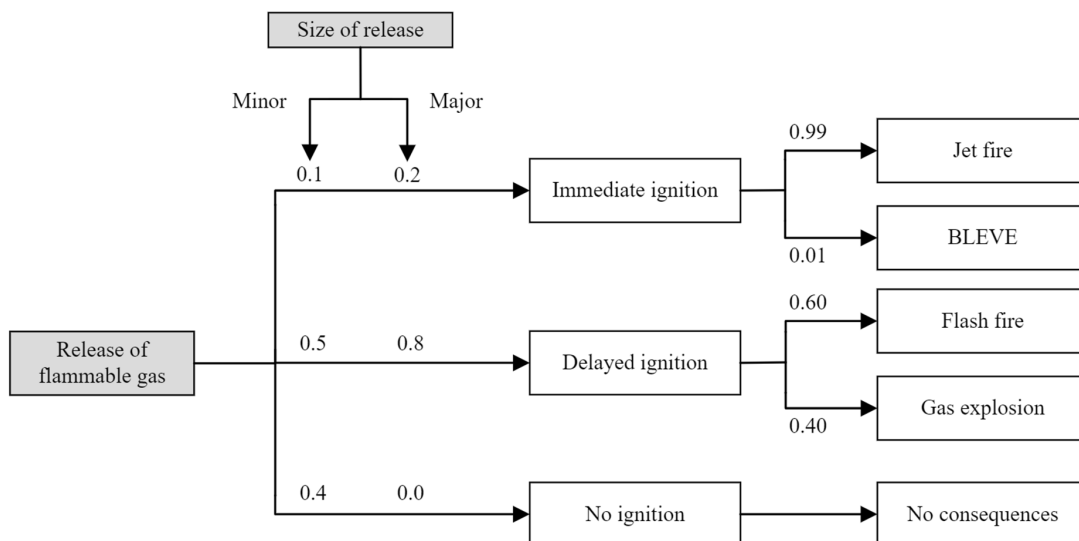 Size of release
Minor
Major
0.1
0.2
Immediate ignition
0.99
Jet fire
0.01
BLEVE
Release of
flammable gas
0.5
0.8
Delayed ignition
0.60
Flash fire
0.40
Gas explosion
0.4
0.0
No ignition
No consequences